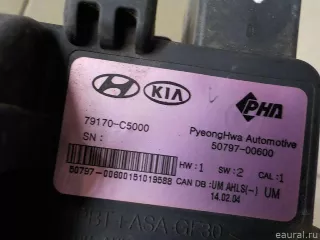 HYUNDAI KIA PHA
79170-C5000 PyeongHwa Automotive
SN : 50797-00600
HW : 1 SW : 2 CAL : 1
50797-00600151019588 CAN DB :UM AHLS(-) UM
14.02.04
eaural.ru